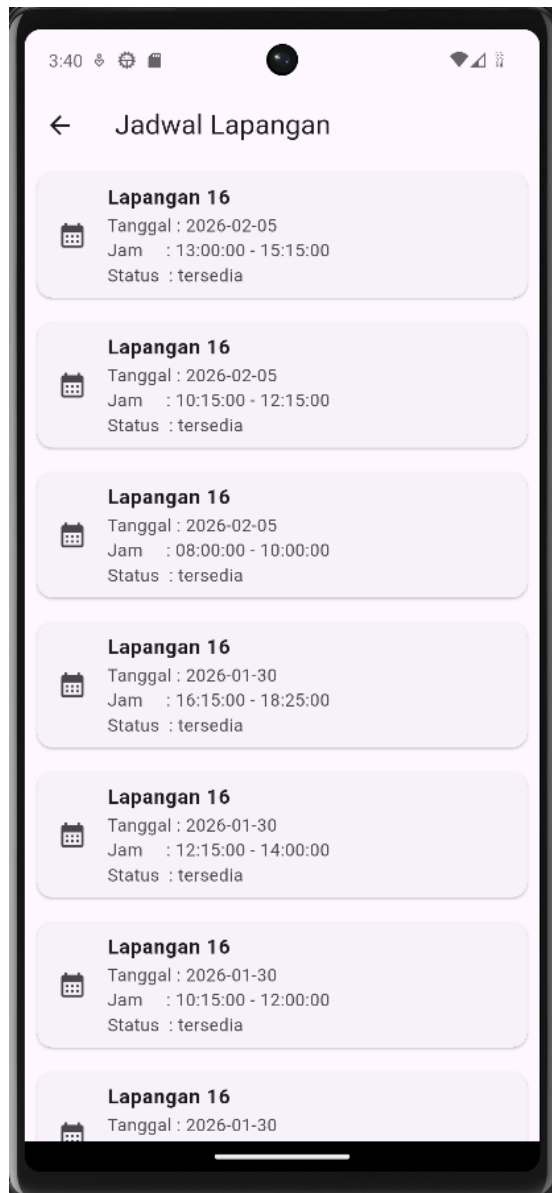 3:40
Jadwal Lapangan
Lapangan 16
Tanggal : 2026-02-05
Jam : 13:00:00 - 15:15:00
Status : tersedia
Lapangan 16
Tanggal : 2026-02-05
Jam : 10:15:00 - 12:15:00
Status : tersedia
Lapangan 16
Tanggal : 2026-02-05
Jam : 08:00:00 - 10:00:00
Status : tersedia
Lapangan 16
Tanggal : 2026-01-30
Jam : 16:15:00 - 18:25:00
Status : tersedia
Lapangan 16
Tanggal : 2026-01-30
Jam : 12:15:00 - 14:00:00
Status : tersedia
Lapangan 16
Tanggal : 2026-01-30
Jam : 10:15:00 - 12:00:00
Status : tersedia
Lapangan 16
Tanggal : 2026-01-30